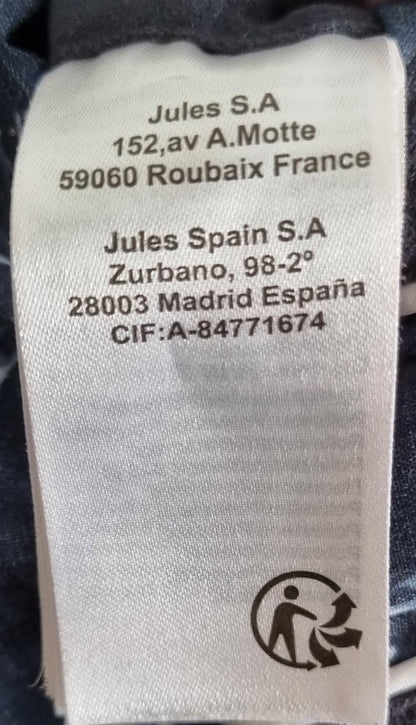 Jules S.A
152,av A.Motte
59060 Roubaix France
Jules Spain S.A
Zurbano, 98-2º
28003 Madrid España
CIF:A-84771674